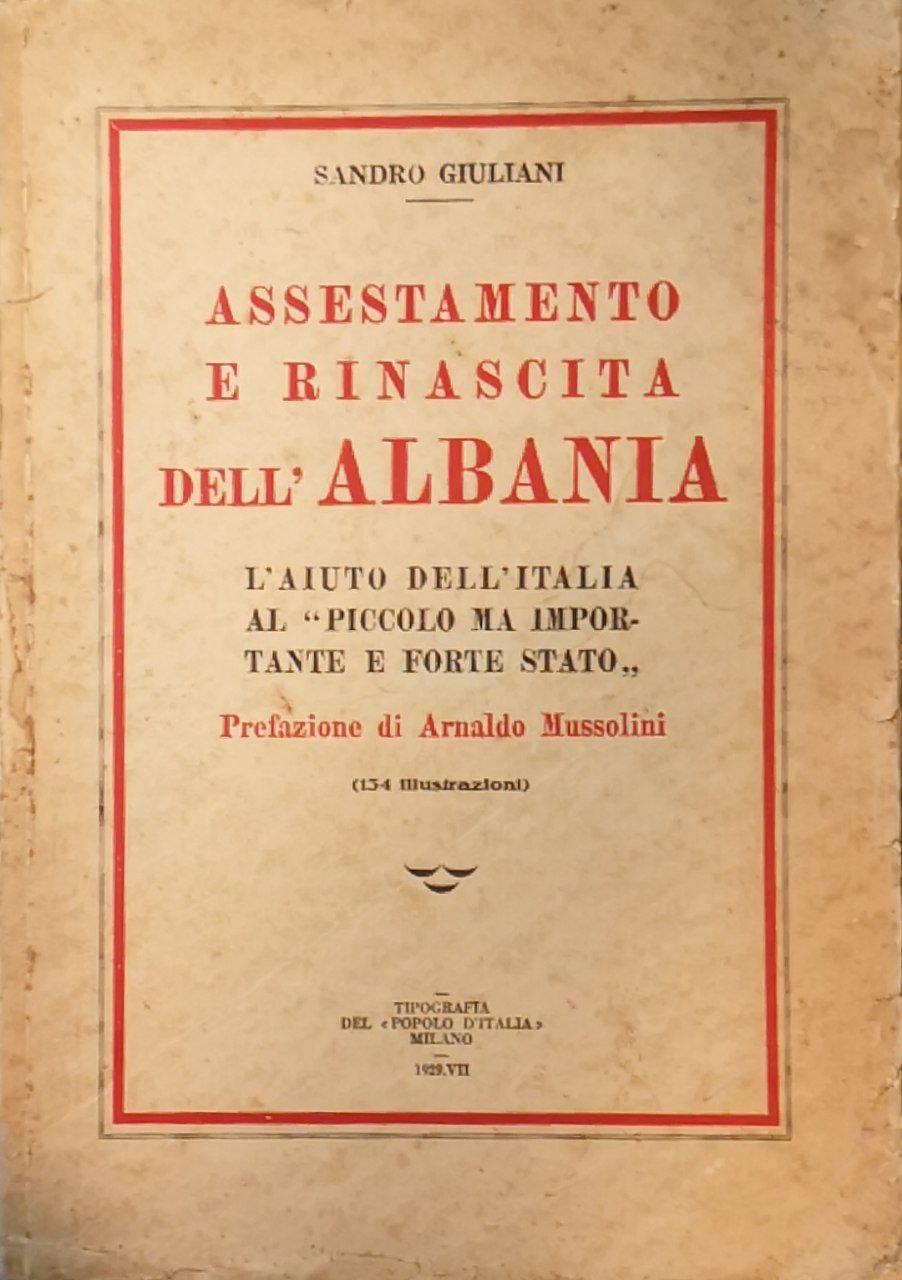 SANDRO GIULIANI
ASSESTAMENTO
E RINASCITA
DELL'ALBANIA
L'AIUTO DELL'ITALIA
AL “PICCOLO MA IMPOR-
TANTE E FORTE STATO„
Prefazione di Arnaldo Mussolini
(134 illustrazioni)
TIPOGRAFIA
DEL «POPOLO D'ITALIA»
MILANO
1929.VII